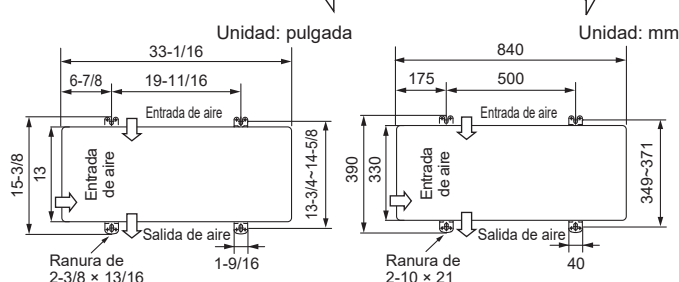 Unidad: pulgada
33-1/16
6-7/8
19-11/16
Entrada de aire
15-3/8
13
Entrada
de aire
13-3/4~14-5/8
Salida de aire
Ranura de
2-3/8 × 13/16
1-9/16
Unidad: mm
840
175
500
Entrada de aire
390
330
Entrada
de aire
349~371
Salida de aire
Ranura de
2-10 × 21
40